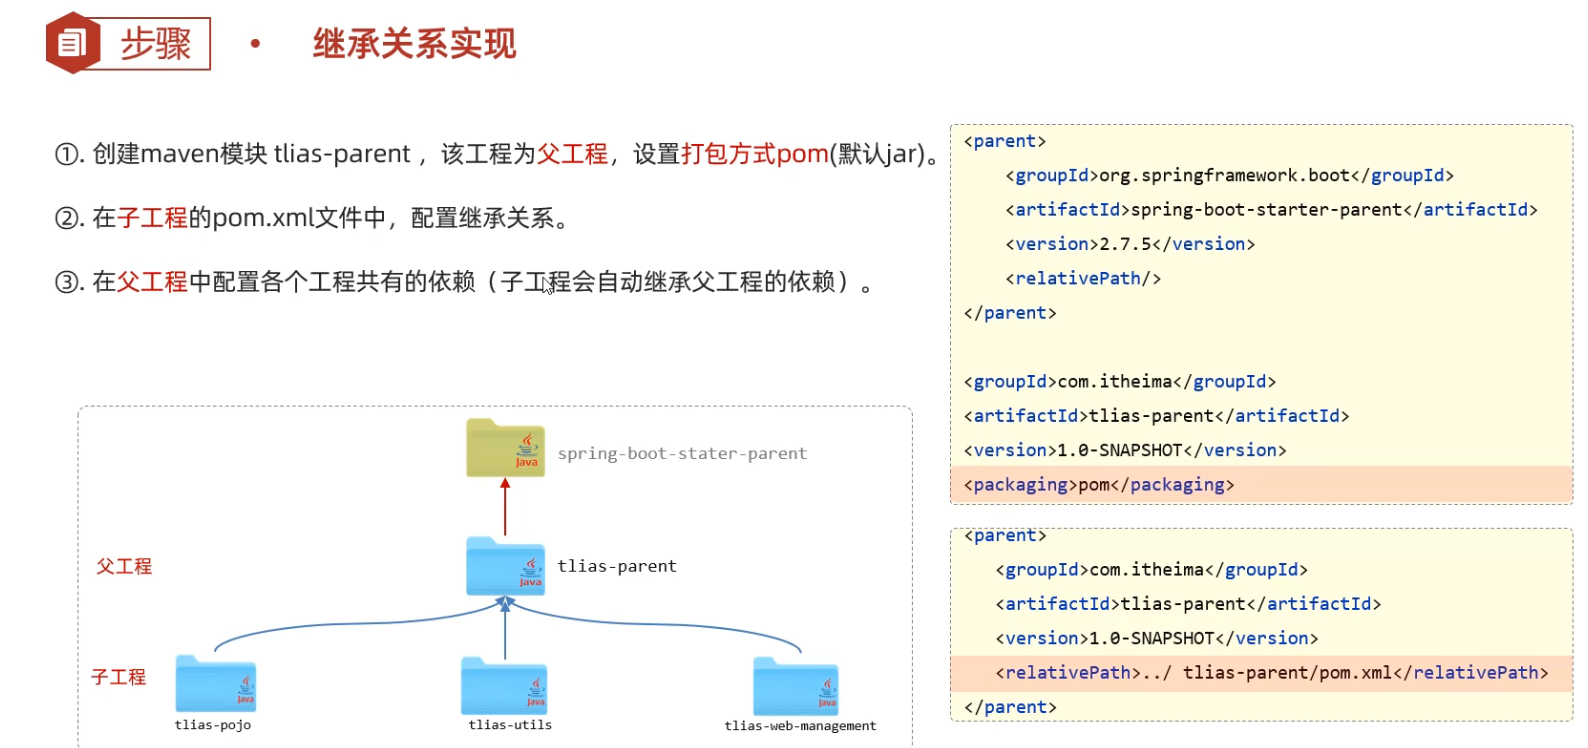 步骤 • 继承关系实现
①. 创建maven模块 tlias-parent ，该工程为父工程，设置打包方式pom(默认jar)。
②. 在子工程的pom.xml文件中，配置继承关系。
③. 在父工程中配置各个工程共有的依赖（子工程会自动继承父工程的依赖）。
<parent>
<groupId>org.springframework.boot</groupId>
<artifactId>spring-boot-starter-parent</artifactId>
<version>2.7.5</version>
<relativePath/>
</parent>
<groupId>com.itheima</groupId>
<artifactId>tlias-parent</artifactId>
<version>1.0-SNAPSHOT</version>
<packaging>pom</packaging>
<parent>
<groupId>com.itheima</groupId>
<artifactId>tlias-parent</artifactId>
<version>1.0-SNAPSHOT</version>
<relativePath>../ tlias-parent/pom.xml</relativePath>
</parent>
Java
spring-boot-stater-parent
父工程
Java
tlias-parent
子工程
Java
Java
Java
tlias-pojo
tlias-utils
tlias-web-management